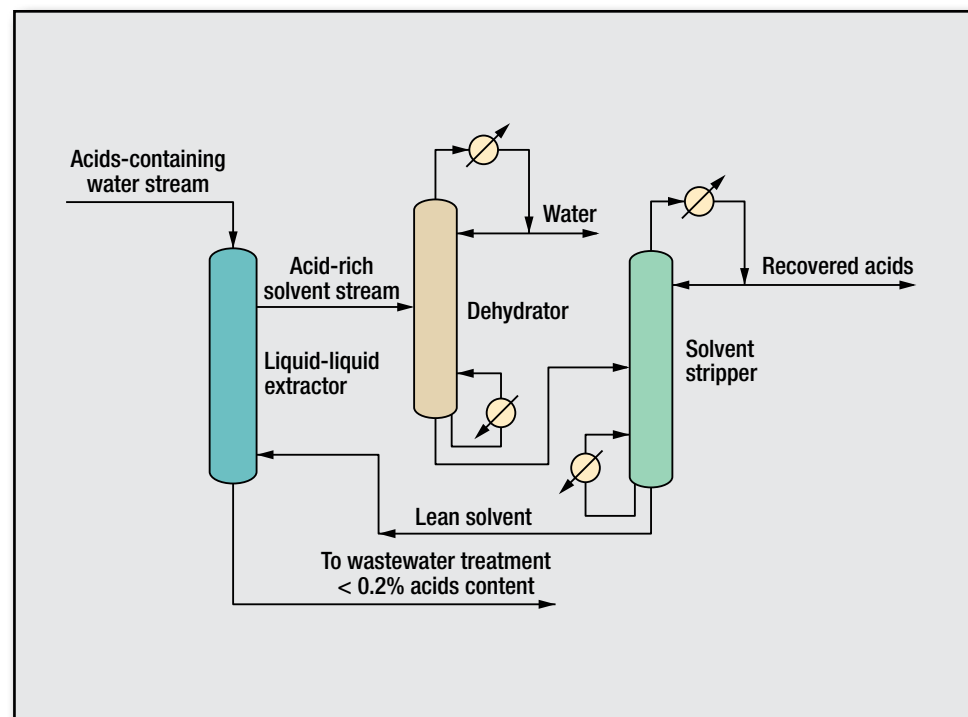 Acids-containing
water stream
Acid-rich
solvent stream
Liquid-liquid
extractor
Water
Dehydrator
Recovered acids
Solvent
stripper
Lean solvent
To wastewater treatment
< 0.2% acids content